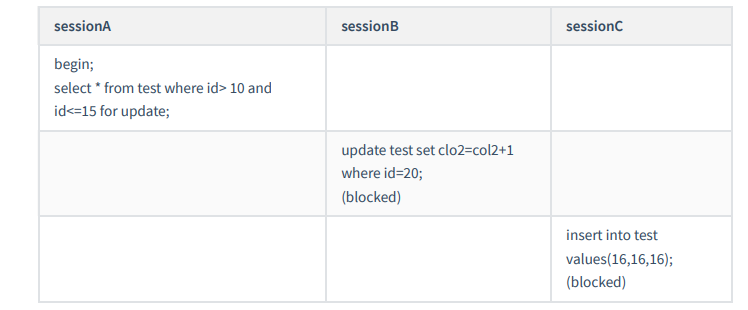 sessionA sessionB sessionC
begin;
select * from test where id> 10 and
id<=15 for update;
update test set clo2=col2+1
where id=20;
(blocked)
insert into test
values(16,16,16);
(blocked)